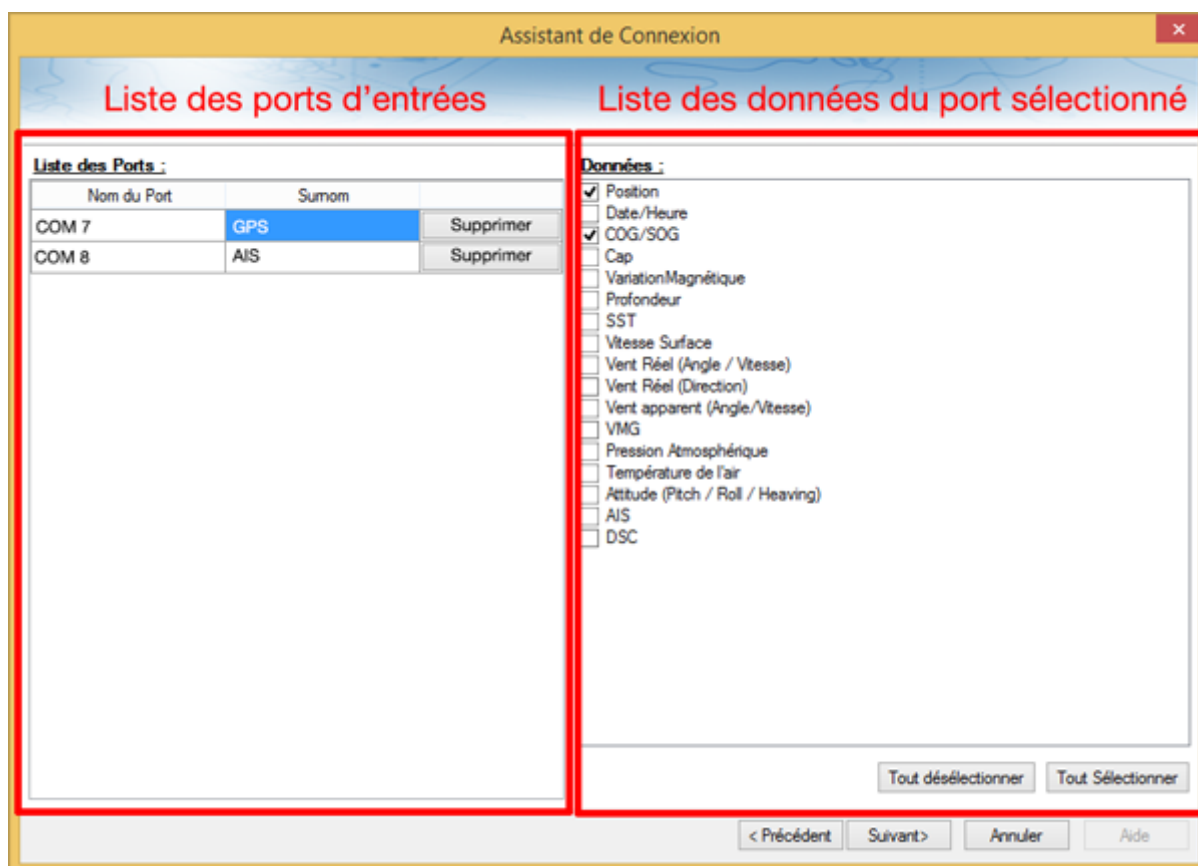 Assistant de Connexion
Liste des ports d'entrées
Liste des données du port sélectionné
Liste des Ports :
Nom du Port Surnom
COM 7 GPS Supprimer
COM 8 AIS Supprimer
Données :
Position
Date/Heure
COG/SOG
Cap
VariationMagnétique
Profondeur
SST
Vitesse Surface
Vent Réel (Angle / Vitesse)
Vent Réel (Direction)
Vent apparent (Angle/Vitesse)
VMG
Pression Atmosphérique
Température de l'air
Attitude (Pitch / Roll / Heaving)
AIS
DSC
Tout désélectionner Tout Sélectionner
< Précédent Suivant> Annuler Aide